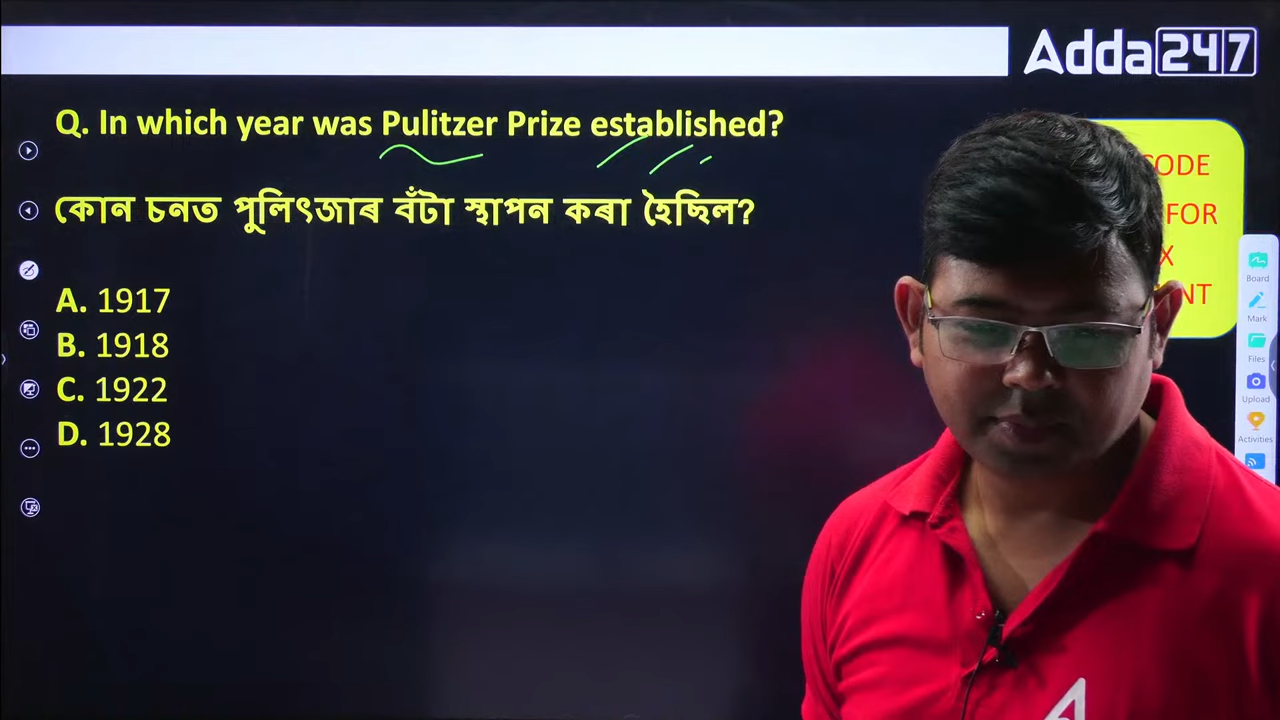 Adda247
Q. In which year was Pulitzer Prize established?
কোন চনত পুলিৎজাৰ বঁটা স্থাপন কৰা হৈছিল?
A. 1917
B. 1918
C. 1922
D. 1928
CODE
FOR
X
Board
Mark
Files
Upload
Activities